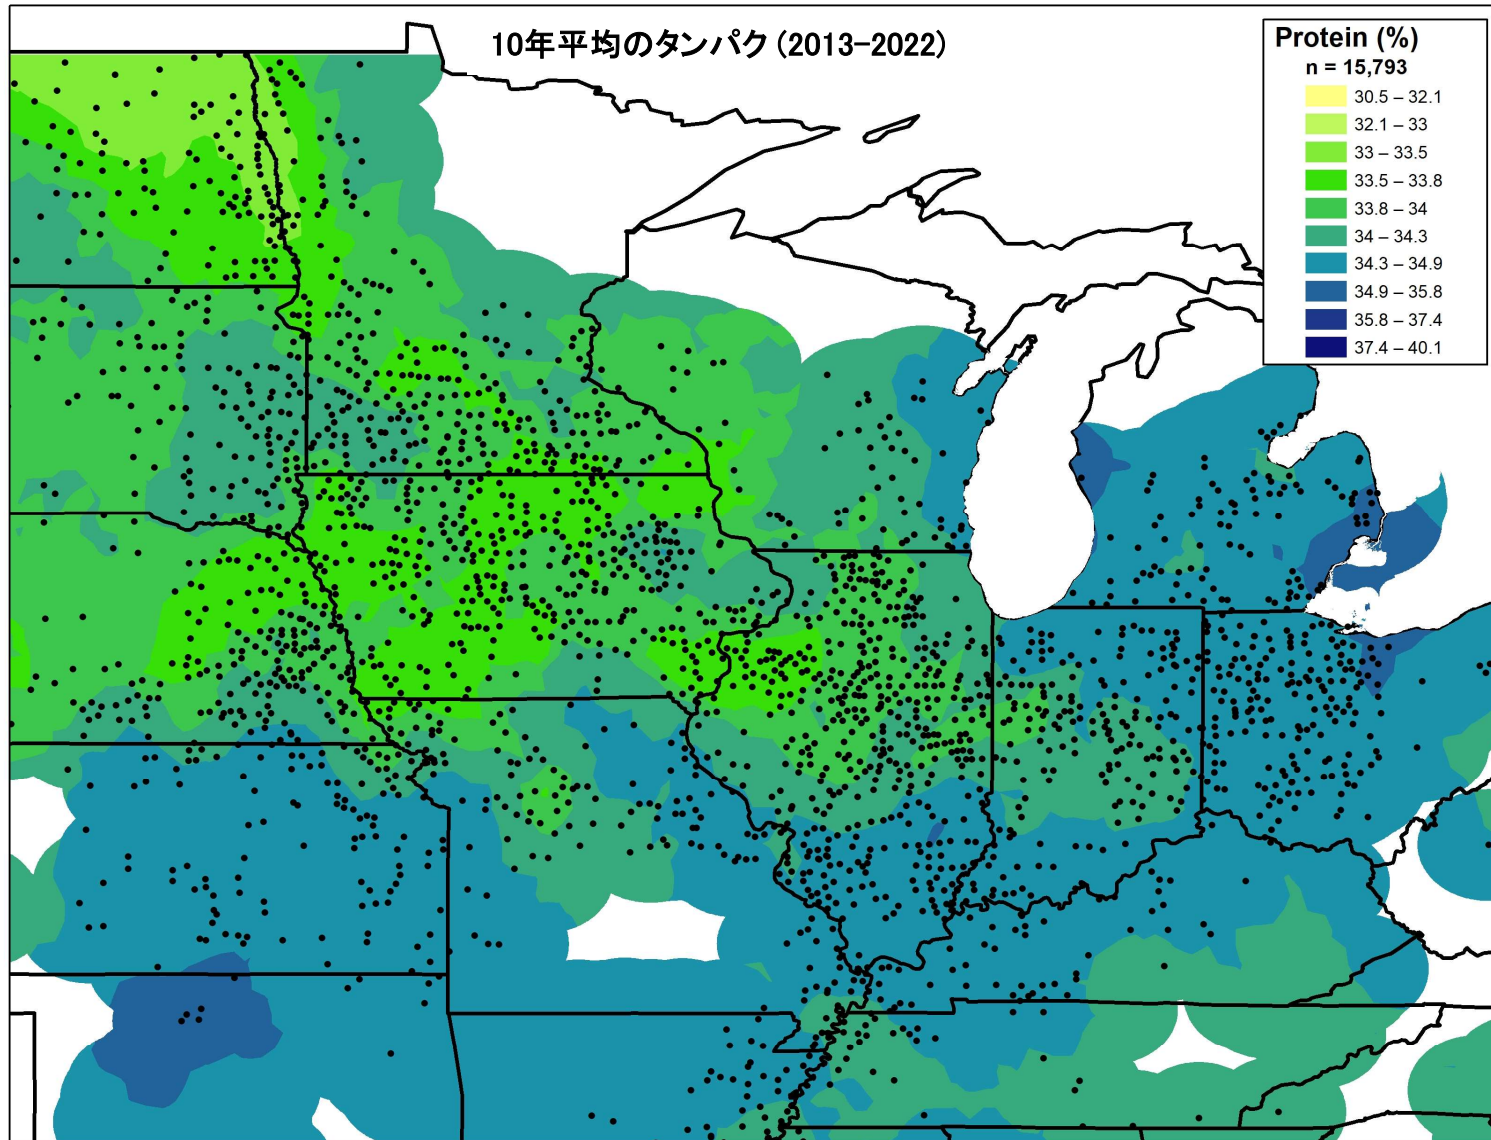 10年平均のタンパク（2013-2022）
Protein (%)
n = 15,793
30.5 – 32.1
32.1 – 33
33 – 33.5
33.5 – 33.8
33.8 – 34
34 – 34.3
34.3 – 34.9
34.9 – 35.8
35.8 – 37.4
37.4 – 40.1